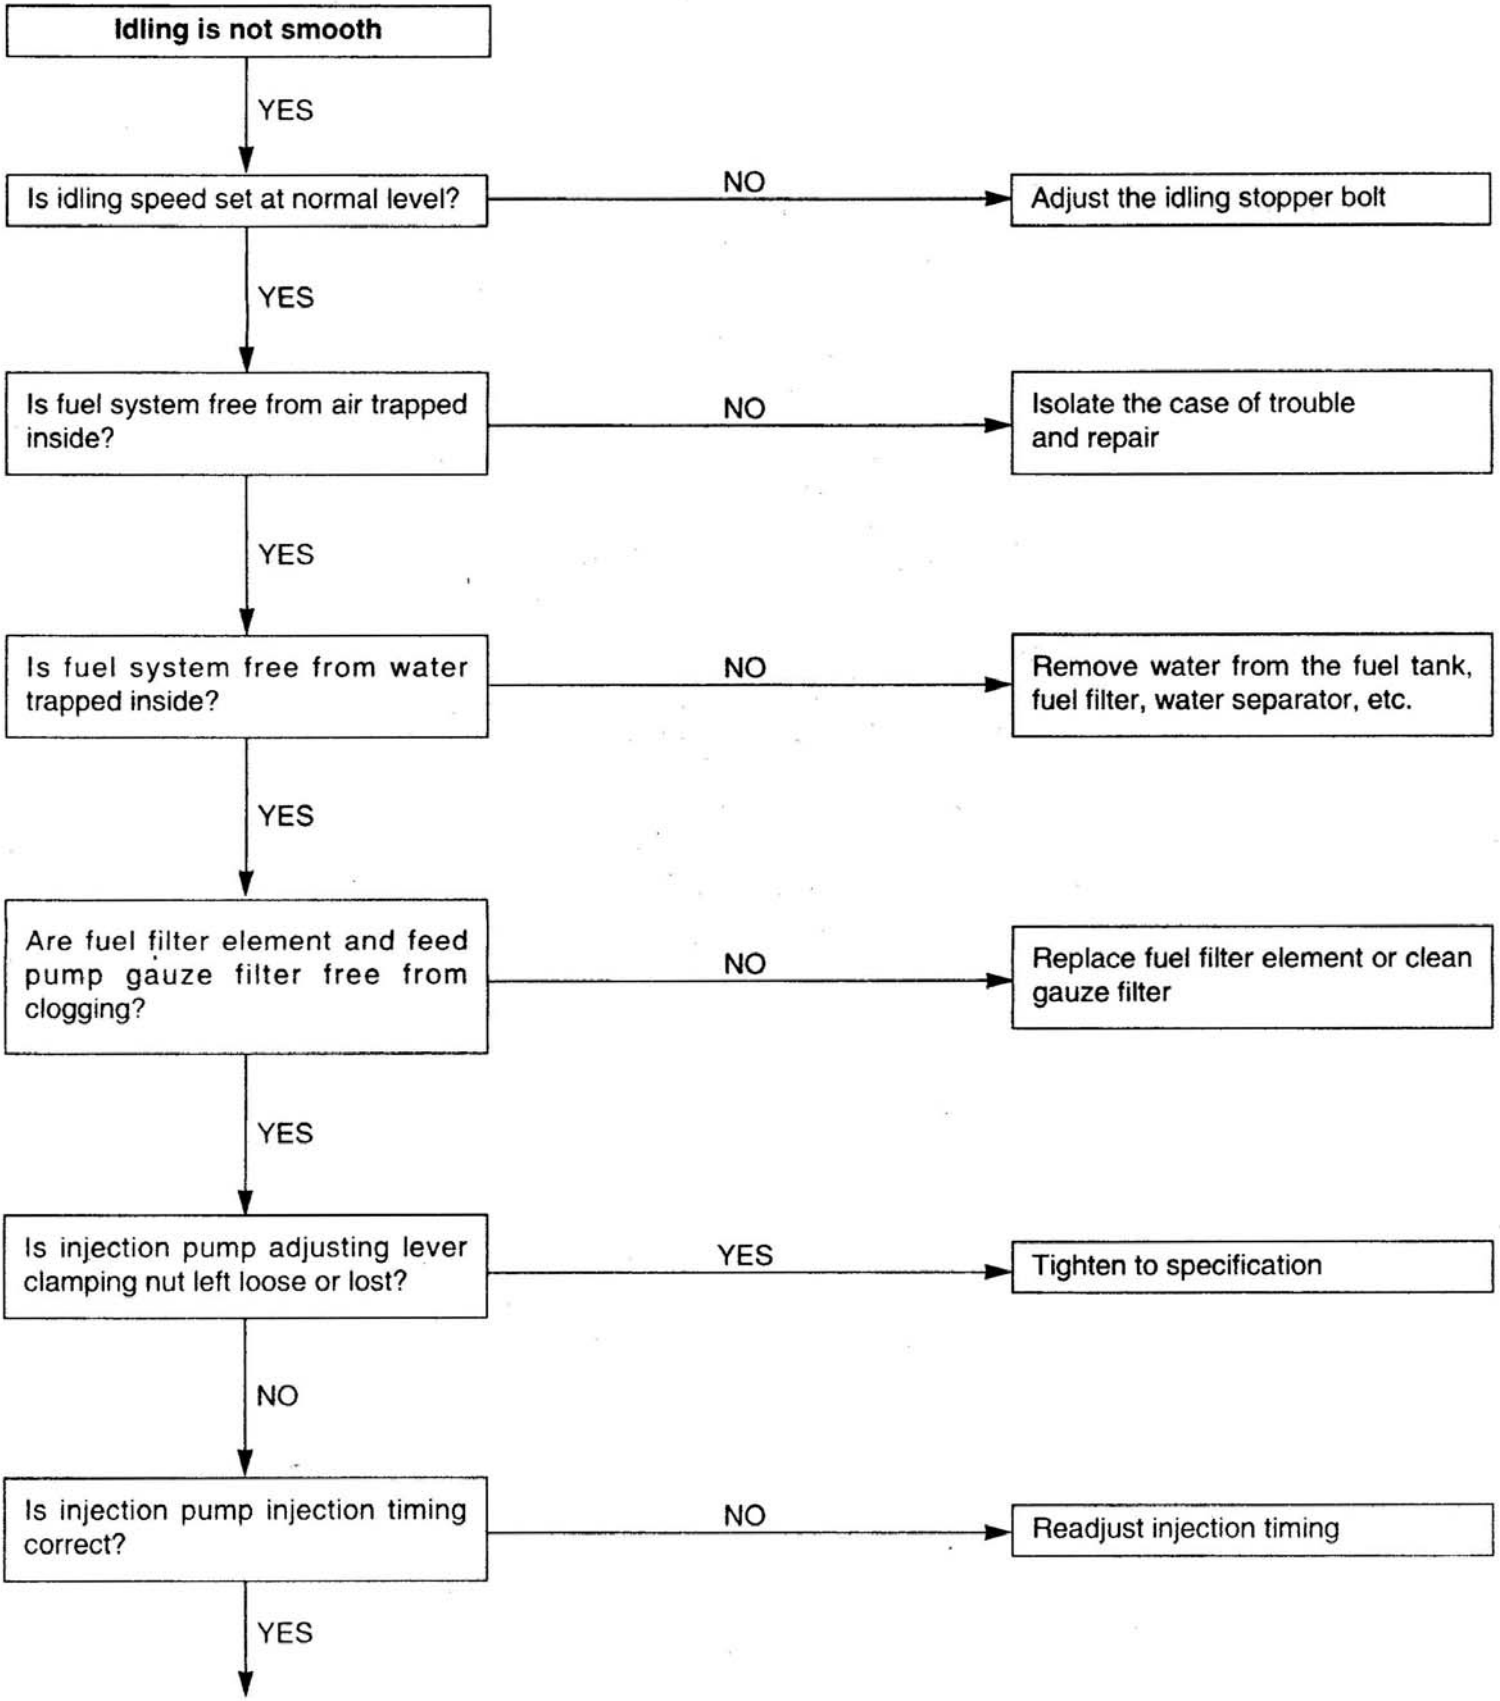 Idling is not smooth
YES
Is idling speed set at normal level?
NO
Adjust the idling stopper bolt
YES
Is fuel system free from air trapped
inside?
NO
Isolate the case of trouble
and repair
YES
Is fuel system free from water
trapped inside?
NO
Remove water from the fuel tank,
fuel filter, water separator, etc.
YES
Are fuel filter element and feed
pump gauze filter free from
clogging?
NO
Replace fuel filter element or clean
gauze filter
YES
Is injection pump adjusting lever
clamping nut left loose or lost?
YES
Tighten to specification
NO
Is injection pump injection timing
correct?
NO
Readjust injection timing
YES